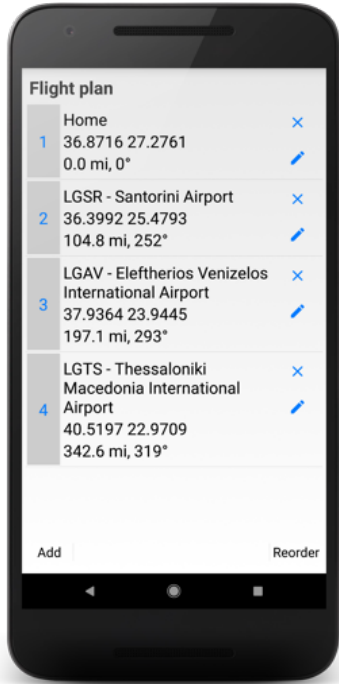 Flight plan
1
Home
36.8716 27.2761
0.0 mi, 0°
2
LGSR - Santorini Airport
36.3992 25.4793
104.8 mi, 252°
3
LGAV - Eleftherios Venizelos
International Airport
37.9364 23.9445
197.1 mi, 293°
4
LGTS - Thessaloniki
Macedonia International
Airport
40.5197 22.9709
342.6 mi, 319°
Add
Reorder